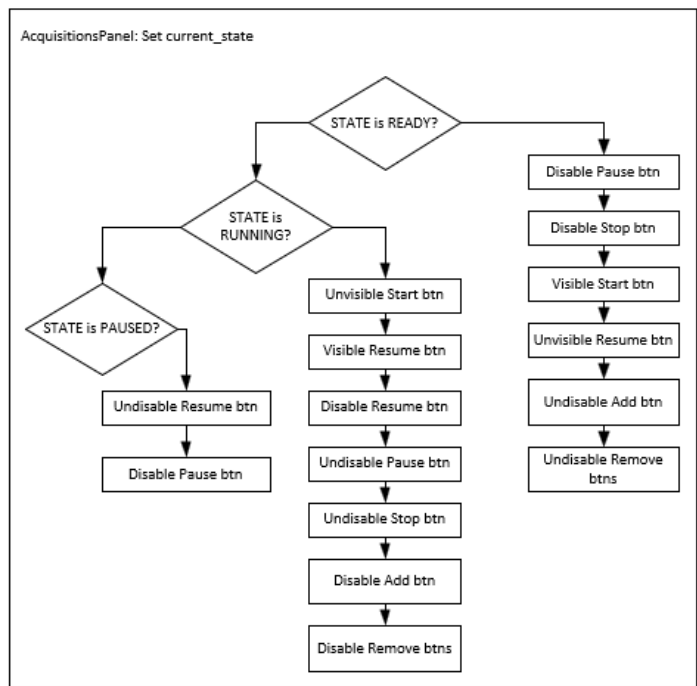 AcquisitionsPanel: Set current_state
STATE is READY?
STATE is
RUNNING?
STATE is PAUSED?
Undisable Resume btn
Disable Pause btn
Unvisible Start btn
Visible Resume btn
Disable Resume btn
Undisable Pause btn
Undisable Stop btn
Disable Add btn
Disable Remove btns
Disable Pause btn
Disable Stop btn
Visible Start btn
Unvisible Resume btn
Undisable Add btn
Undisable Remove
btns